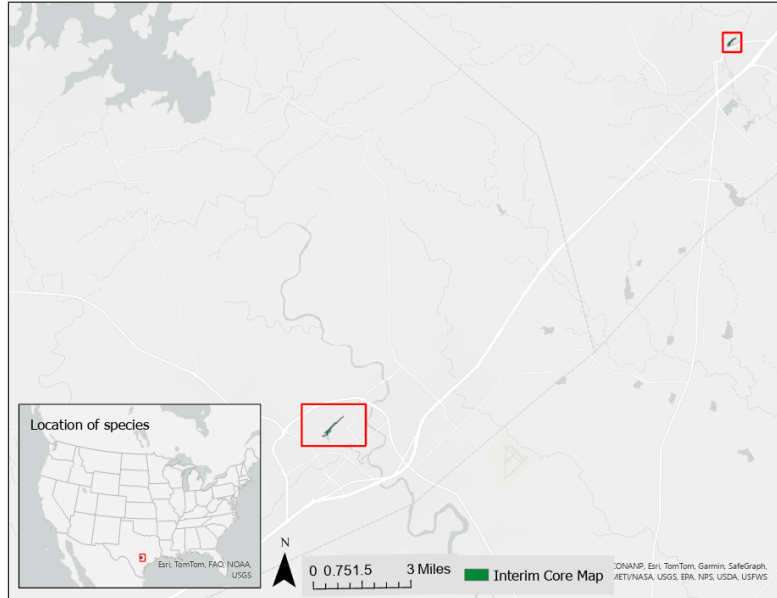 Location of species
Esri, TomTom, FAO, NOAA,
USGS
N
0 0.751.5 3 Miles
Interim Core Map
CONANP, Esri, TomTom, Garmin, SafeGraph,
METI/NASA, USGS, EPA, NPS, USDA, USFWS